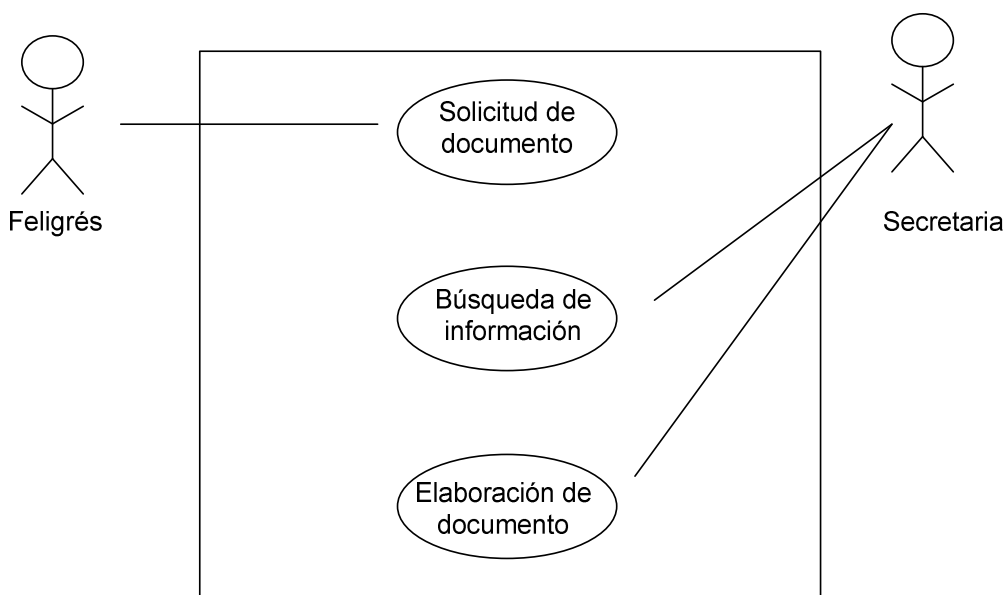 Solicitud de
documento
Feligrés
Secretaria
Búsqueda de
información
Elaboración de
documento